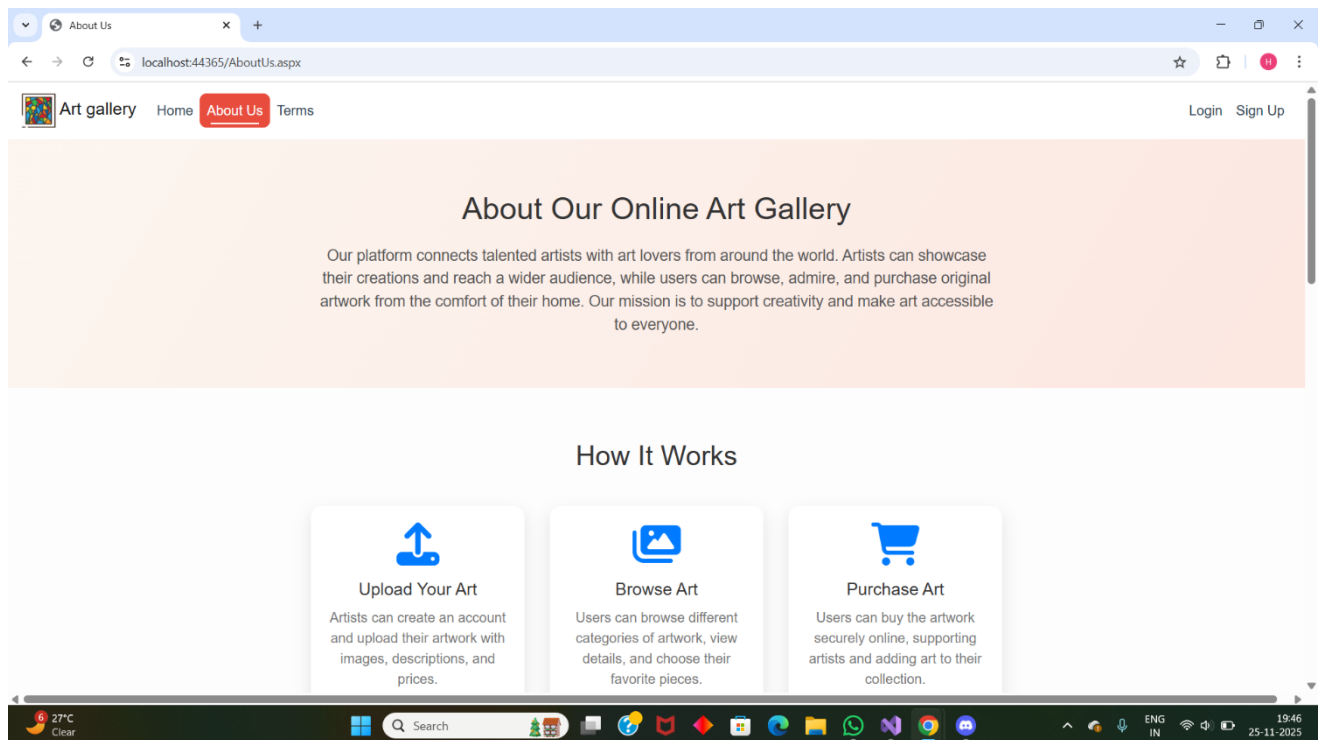 About Us
localhost:44365/AboutUs.aspx
H
Art gallery Home About Us Terms Login Sign Up
About Our Online Art Gallery
Our platform connects talented artists with art lovers from around the world. Artists can showcase
their creations and reach a wider audience, while users can browse, admire, and purchase original
artwork from the comfort of their home. Our mission is to support creativity and make art accessible
to everyone.
How It Works
Upload Your Art
Artists can create an account
and upload their artwork with
images, descriptions, and
prices.
Browse Art
Users can browse different
categories of artwork, view
details, and choose their
favorite pieces.
Purchase Art
Users can buy the artwork
securely online, supporting
artists and adding art to their
collection.
6
27°C
Clear
Search
ENG
IN
19:46
25-11-2025